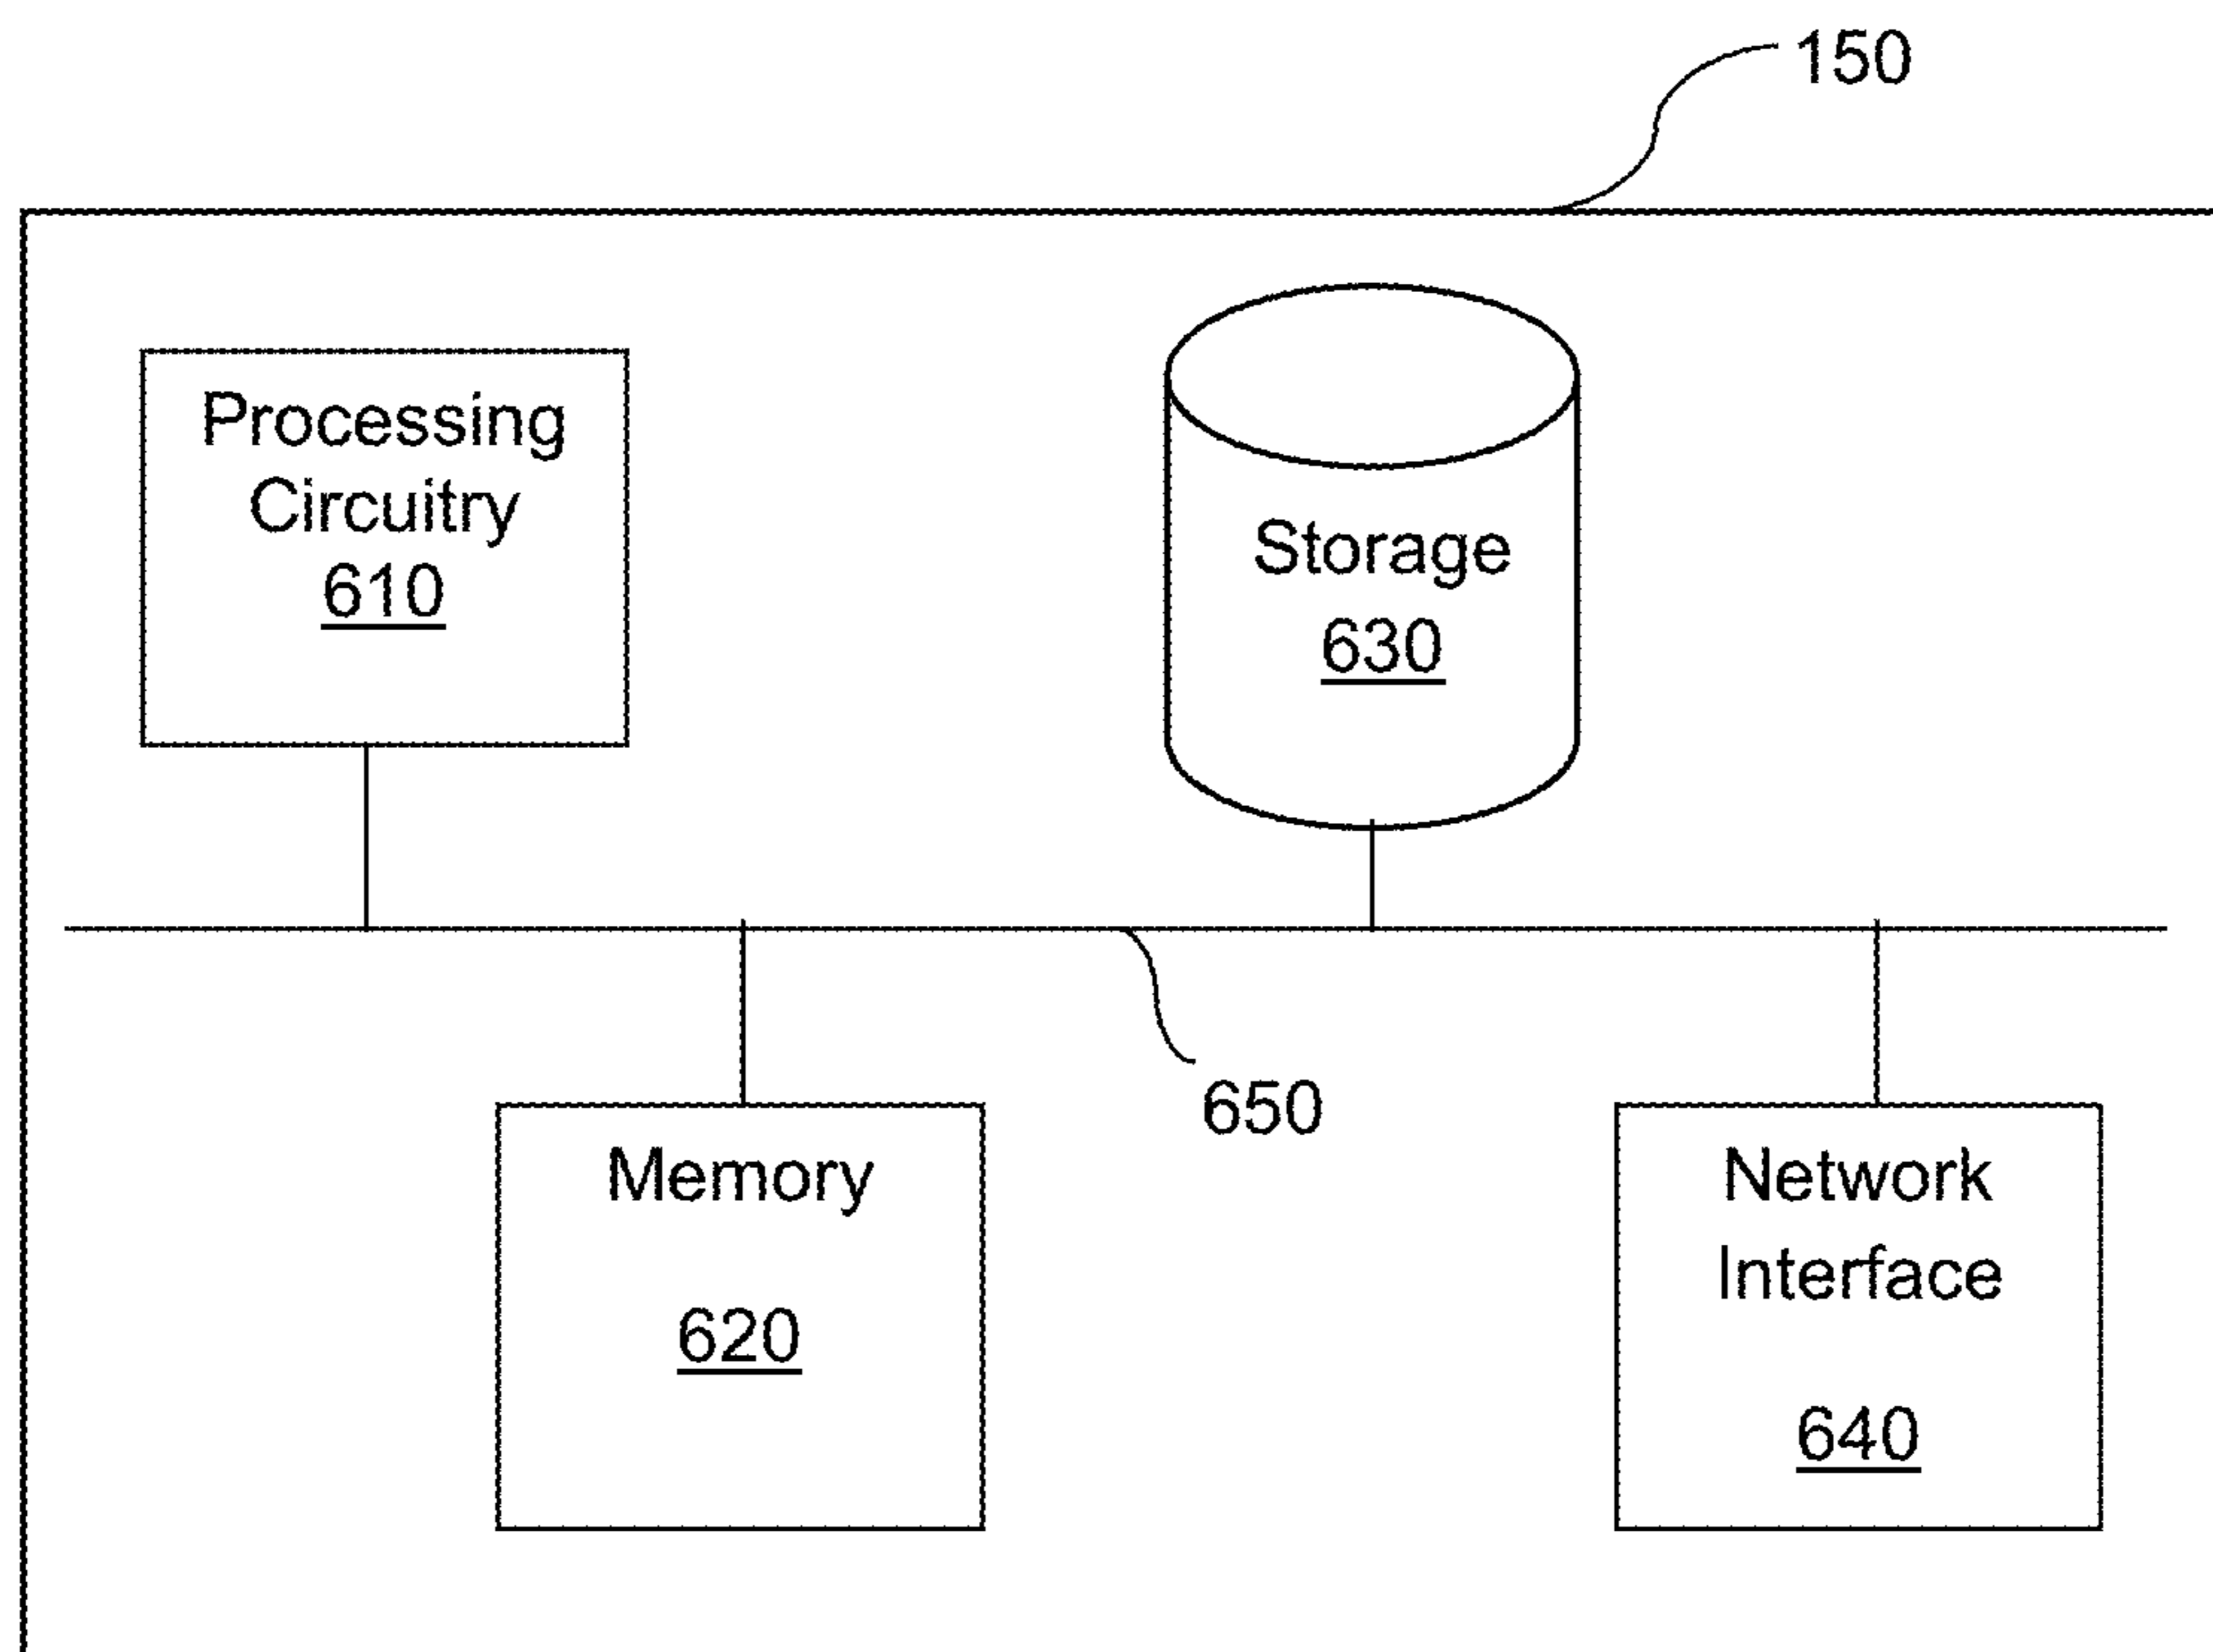 150
Processing
Circuitry
610
Storage
630
650
Memory
620
Network
Interface
640